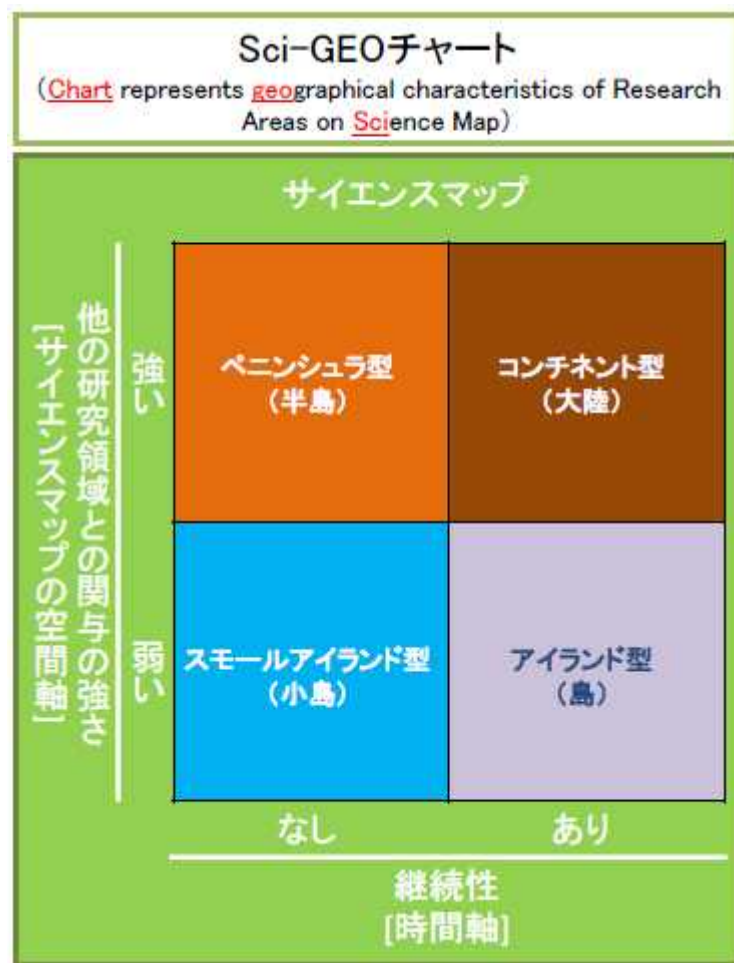 Sci-GEOチャート
（Chart represents geographical characteristics of Research
Areas on Science Map）
サイエンスマップ
他の研究領域との関与の強さ
[サイエンスマップの空間軸]
強い
ペニンシュラ型
（半島）
コンチネント型
（大陸）
弱い
スモールアイランド型
（小島）
アイランド型
（島）
なし
あり
継続性
[時間軸]